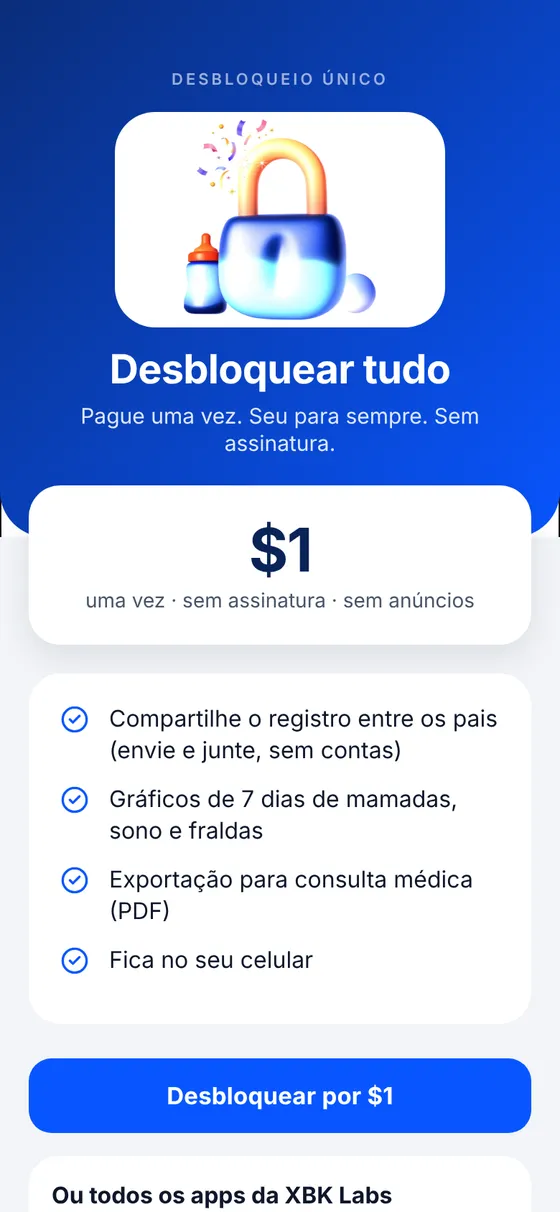 DESBLOQUEIO ÚNICO
Desbloquear tudo
Pague uma vez. Seu para sempre. Sem
assinatura.
$1
uma vez · sem assinatura · sem anúncios
Compartilhe o registro entre os pais
(envie e junte, sem contas)
Gráficos de 7 dias de mamadas,
sono e fraldas
Exportação para consulta médica
(PDF)
Fica no seu celular
Desbloquear por $1
Ou todos os apps da XBK Labs